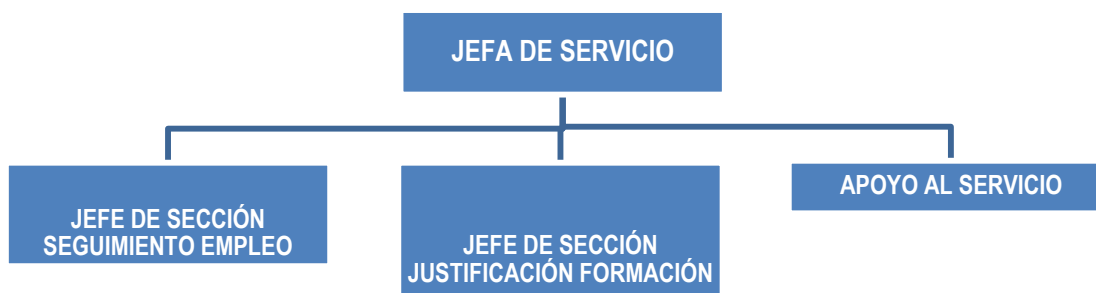 JEFA DE SERVICIO
JEFE DE SECCIÓN
SEGUIMIENTO EMPLEO
JEFE DE SECCIÓN
JUSTIFICACIÓN FORMACIÓN
APOYO AL SERVICIO